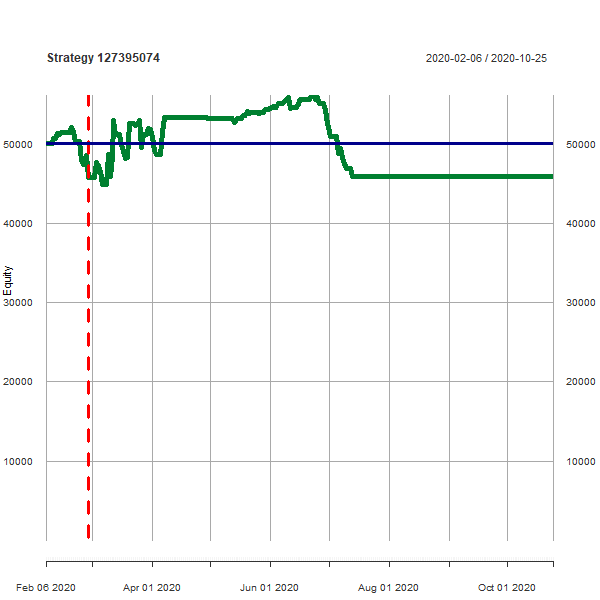 Strategy 127395074
2020-02-06 / 2020-10-25
50000
50000
40000
40000
Equity
30000
30000
20000
20000
10000
10000
Feb 06 2020
Apr 01 2020
Jun 01 2020
Aug 01 2020
Oct 01 2020